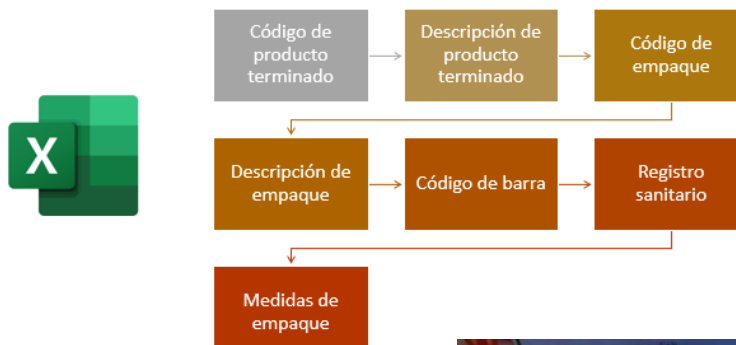 Código de
producto
terminado
Descripción de
producto
terminado
Código de
empaque
X
Descripción de
empaque
Código de barra
Registro
sanitario
Medidas de
empaque